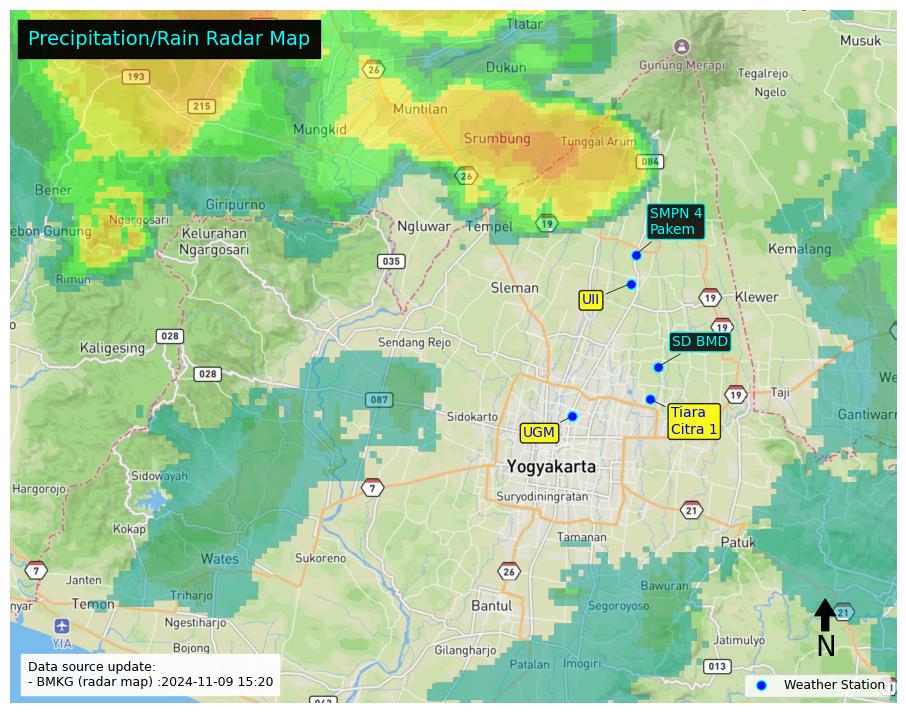 Precipitation/Rain Radar Map
Tlatar
Musuk
Gunung Merapi
Dukun
Tegalrejo
Ngelo
193
26
215
Muntilan
Mungkid
Srumbung
Tunggal Arum
084
26
Bener
Giripurno
Ngargosari
SMPN 4
Pakem
ebon Gunung
Kelurahan
Ngargosari
Ngluwar
Tempel
19
Kemalang
035
Rimun
Sleman
UII
19
Klewer
o
028
19
Kaligesing
Sendang Rejo
SD BMD
028
We
087
19
Taji
Sidokarto
Tiara
Citra 1
Gantiwarn
UGM
Yogyakarta
Sidowayah
Hargorojo
7
Suryodiningratan
21
Kokap
Tamanan
Patuk
Wates
Sukoreno
7
26
Janten
Bawuran
Triharjo
nyar
Temon
Bantul
Segoroyoso
21
Ngestiharjo
YIA
N
Bojong
Gilangharjo
Jatimulyo
Patalan
Imogiri
013
Data source update:
- BMKG (radar map) :2024-11-09 15:20
Weather Station